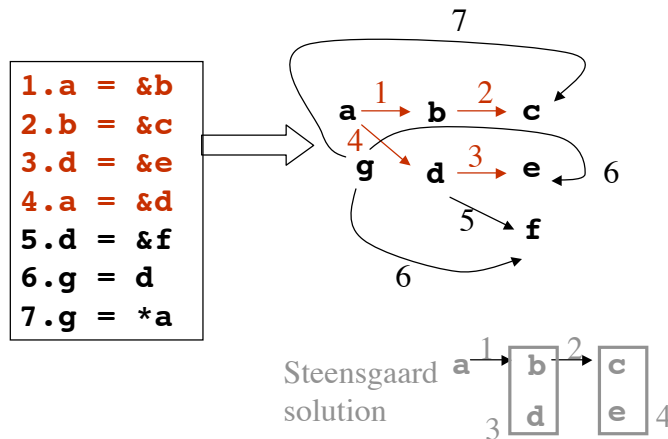 1.a = &b
2.b = &c
3.d = &e
4.a = &d
5.d = &f
6.g = d
7.g = *a
7
1 2
a b c
4 3
g d e 6
5
f
6
Steensgaard
solution
a 1 b 2 c
3 d e 4